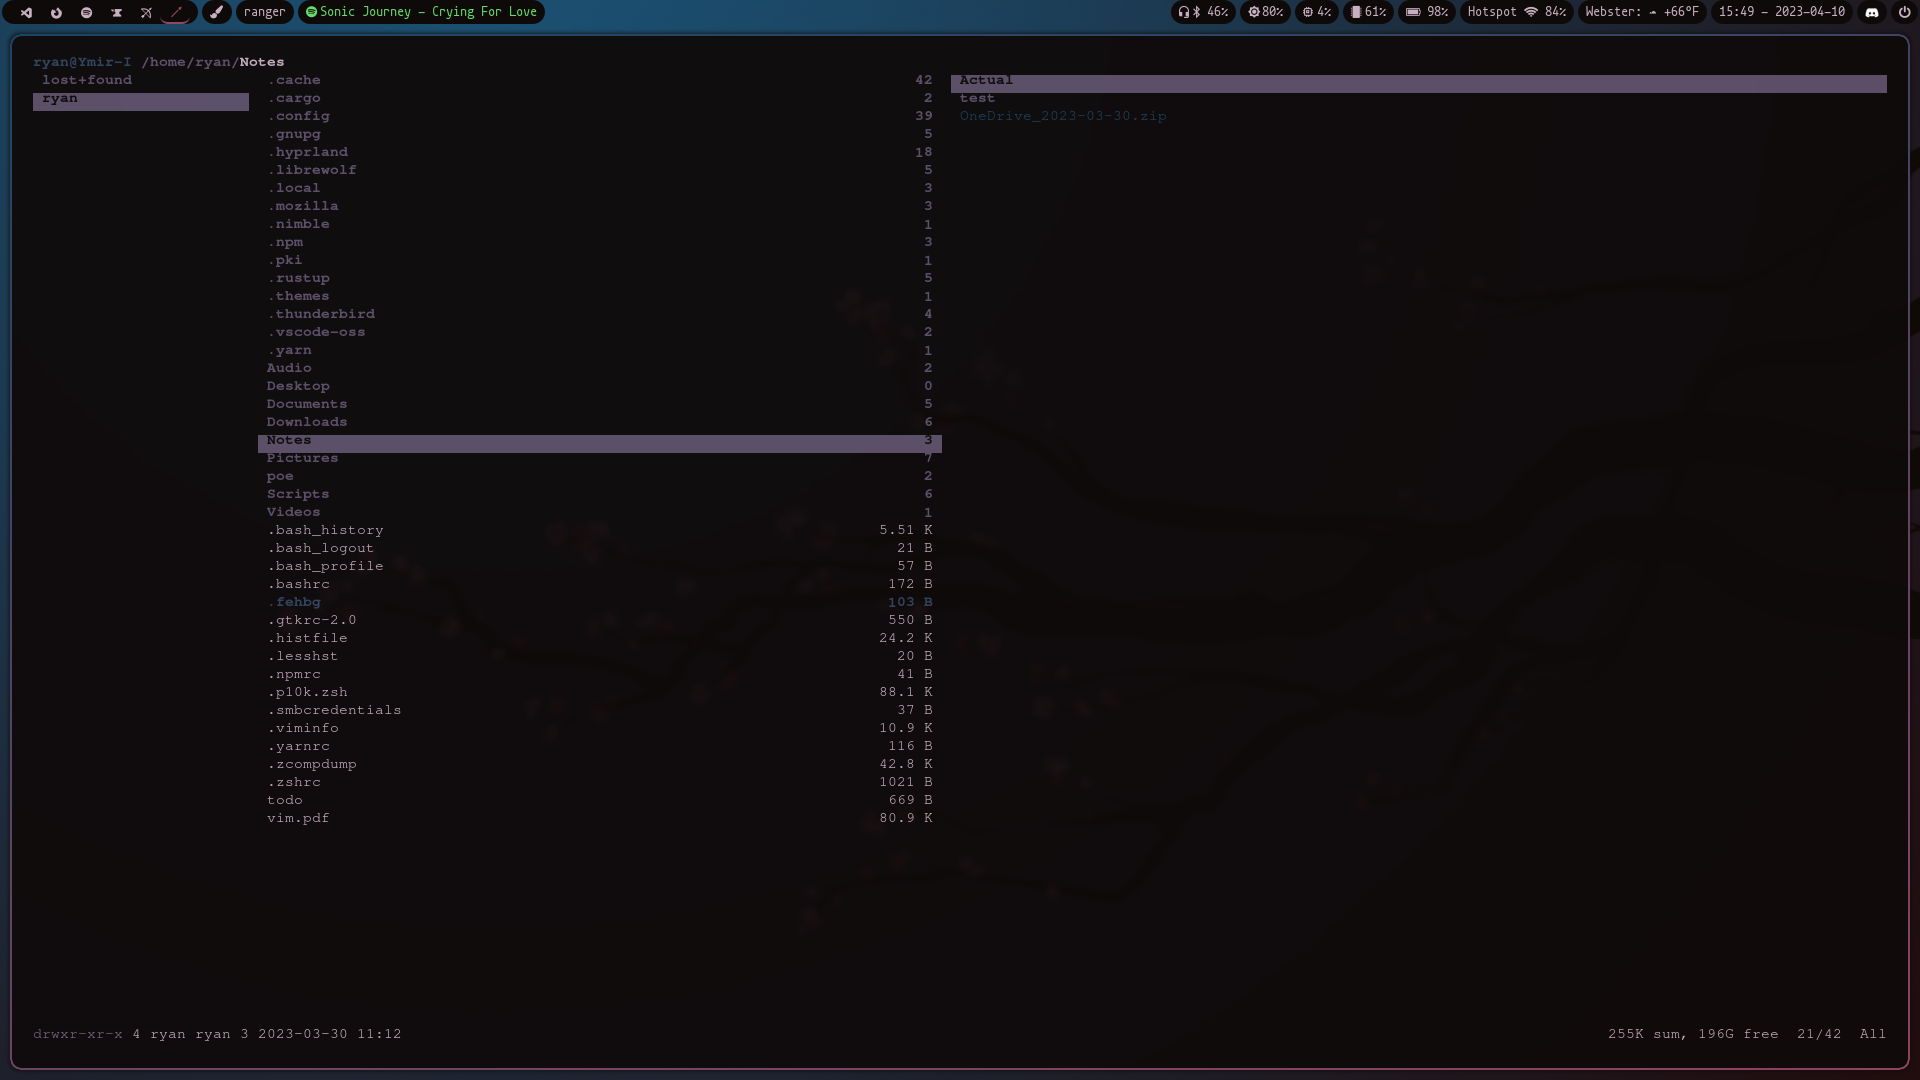 ranger Sonic Journey - Crying For Love 46% 80% 4% 61% 98% Hotspot 84% Webster: +66°F 15:49 - 2023-04-10
ryan@Ymir-I /home/ryan/Notes
lost+found .cache 42 Actual
ryan .cargo 2 test
.config 39 OneDrive_2023-03-30.zip
.gnupg 5
.hyprland 18
.librewolf 5
.local 3
.mozilla 3
.nimble 1
.npm 3
.pki 1
.rustup 5
.themes 1
.thunderbird 4
.vscode-oss 2
.yarn 1
Audio 2
Desktop 0
Documents 5
Downloads 6
Notes 3
Pictures 7
poe 2
Scripts 6
Videos 1
.bash_history 5.51 K
.bash_logout 21 B
.bash_profile 57 B
.bashrc 172 B
.fehbg 103 B
.gtkrc-2.0 550 B
.histfile 24.2 K
.lesshst 20 B
.npmrc 41 B
.p10k.zsh 88.1 K
.smbcredentials 37 B
.viminfo 10.9 K
.yarnrc 116 B
.zcompdump 42.8 K
.zshrc 1021 B
todo 669 B
vim.pdf 80.9 K
drwxr-xr-x 4 ryan ryan 3 2023-03-30 11:12 255K sum, 196G free 21/42 All